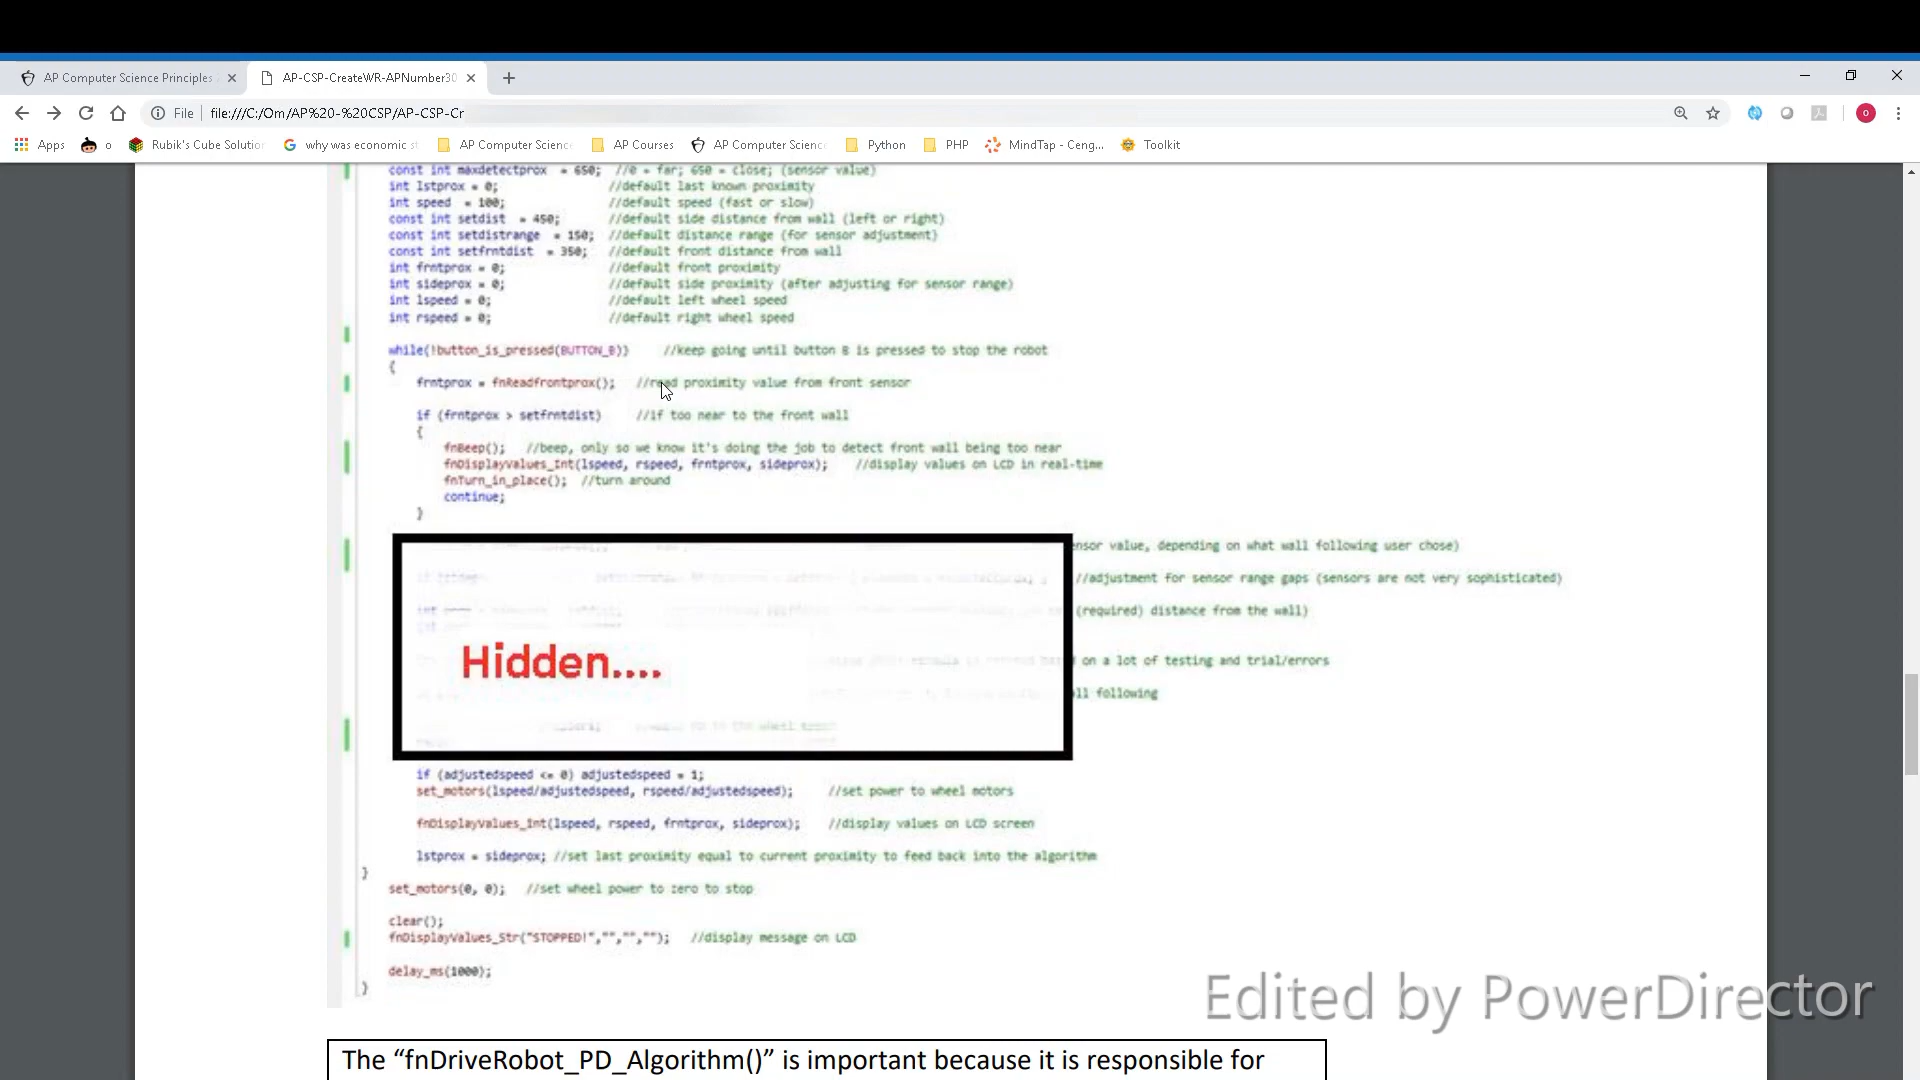 AP Computer Science Principles
AP-CSP-CreateWR-APNumber30
File file:///C:/Om/AP%20-%20CSP/AP-CSP-Cr
Apps o Rubik's Cube Solutio why was economic st AP Computer Scienc AP Courses AP Computer Scienc Python PHP MindTap - Ceng... Toolkit
const int maxdetectprox = 650; //0 = far; 650 = close; (sensor value)
int lstprox = 0; //default last known proximity
int speed = 100; //default speed (fast or slow)
const int setdist = 450; //default side distance from wall (left or right)
const int setdistrange = 150; //default distance range (for sensor adjustment)
const int setfrntdist = 350; //default front distance from wall
int frntprox = 0; //default front proximity
int sideprox = 0; //default side proximity (after adjusting for sensor range)
int lspeed = 0; //default left wheel speed
int rspeed = 0; //default right wheel speed
while(!button_is_pressed(BUTTON_B)) //keep going until button B is pressed to stop the robot
{
frntprox = fnReadfrontprox(); //read proximity value from front sensor
if (frntprox > setfrntdist) //if too near to the front wall
{
fnBeep(); //beep, only so we know it's doing the job to detect front wall being too near
fnDisplayValues_Int(lspeed, rspeed, frntprox, sideprox); //display values on LCD in real-time
fnTurn_in_place(); //turn around
continue;
}
nsor value, depending on what wall following user chose)
//adjustment for sensor range gaps (sensors are not very sophisticated)
(required) distance from the wall)
Hidden....
on a lot of testing and trial/errors
ll following
if (adjustedspeed <= 0) adjustedspeed = 1;
set_motors(lspeed/adjustedspeed, rspeed/adjustedspeed); //set power to wheel motors
fnDisplayValues_Int(lspeed, rspeed, frntprox, sideprox); //display values on LCD screen
lstprox = sideprox; //set last proximity equal to current proximity to feed back into the algorithm
}
set_motors(0, 0); //set wheel power to zero to stop
clear();
fnDisplayValues_Str("STOPPED!","","",""); //display message on LCD
delay_ms(1000);
}
Edited by PowerDirector
The “fnDriveRobot_PD_Algorithm()” is important because it is responsible for